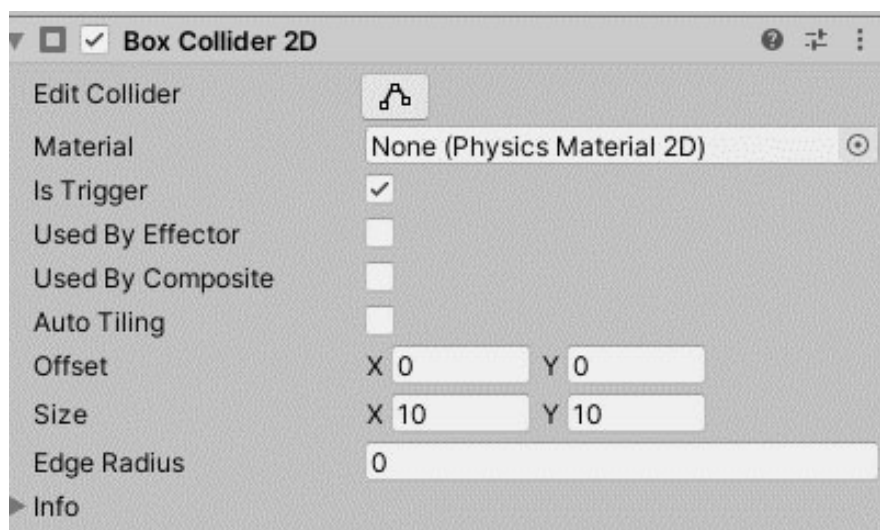 Box Collider 2D
Edit Collider
Material None (Physics Material 2D)
Is Trigger
Used By Effector
Used By Composite
Auto Tiling
Offset X 0 Y 0
Size X 10 Y 10
Edge Radius 0
Info